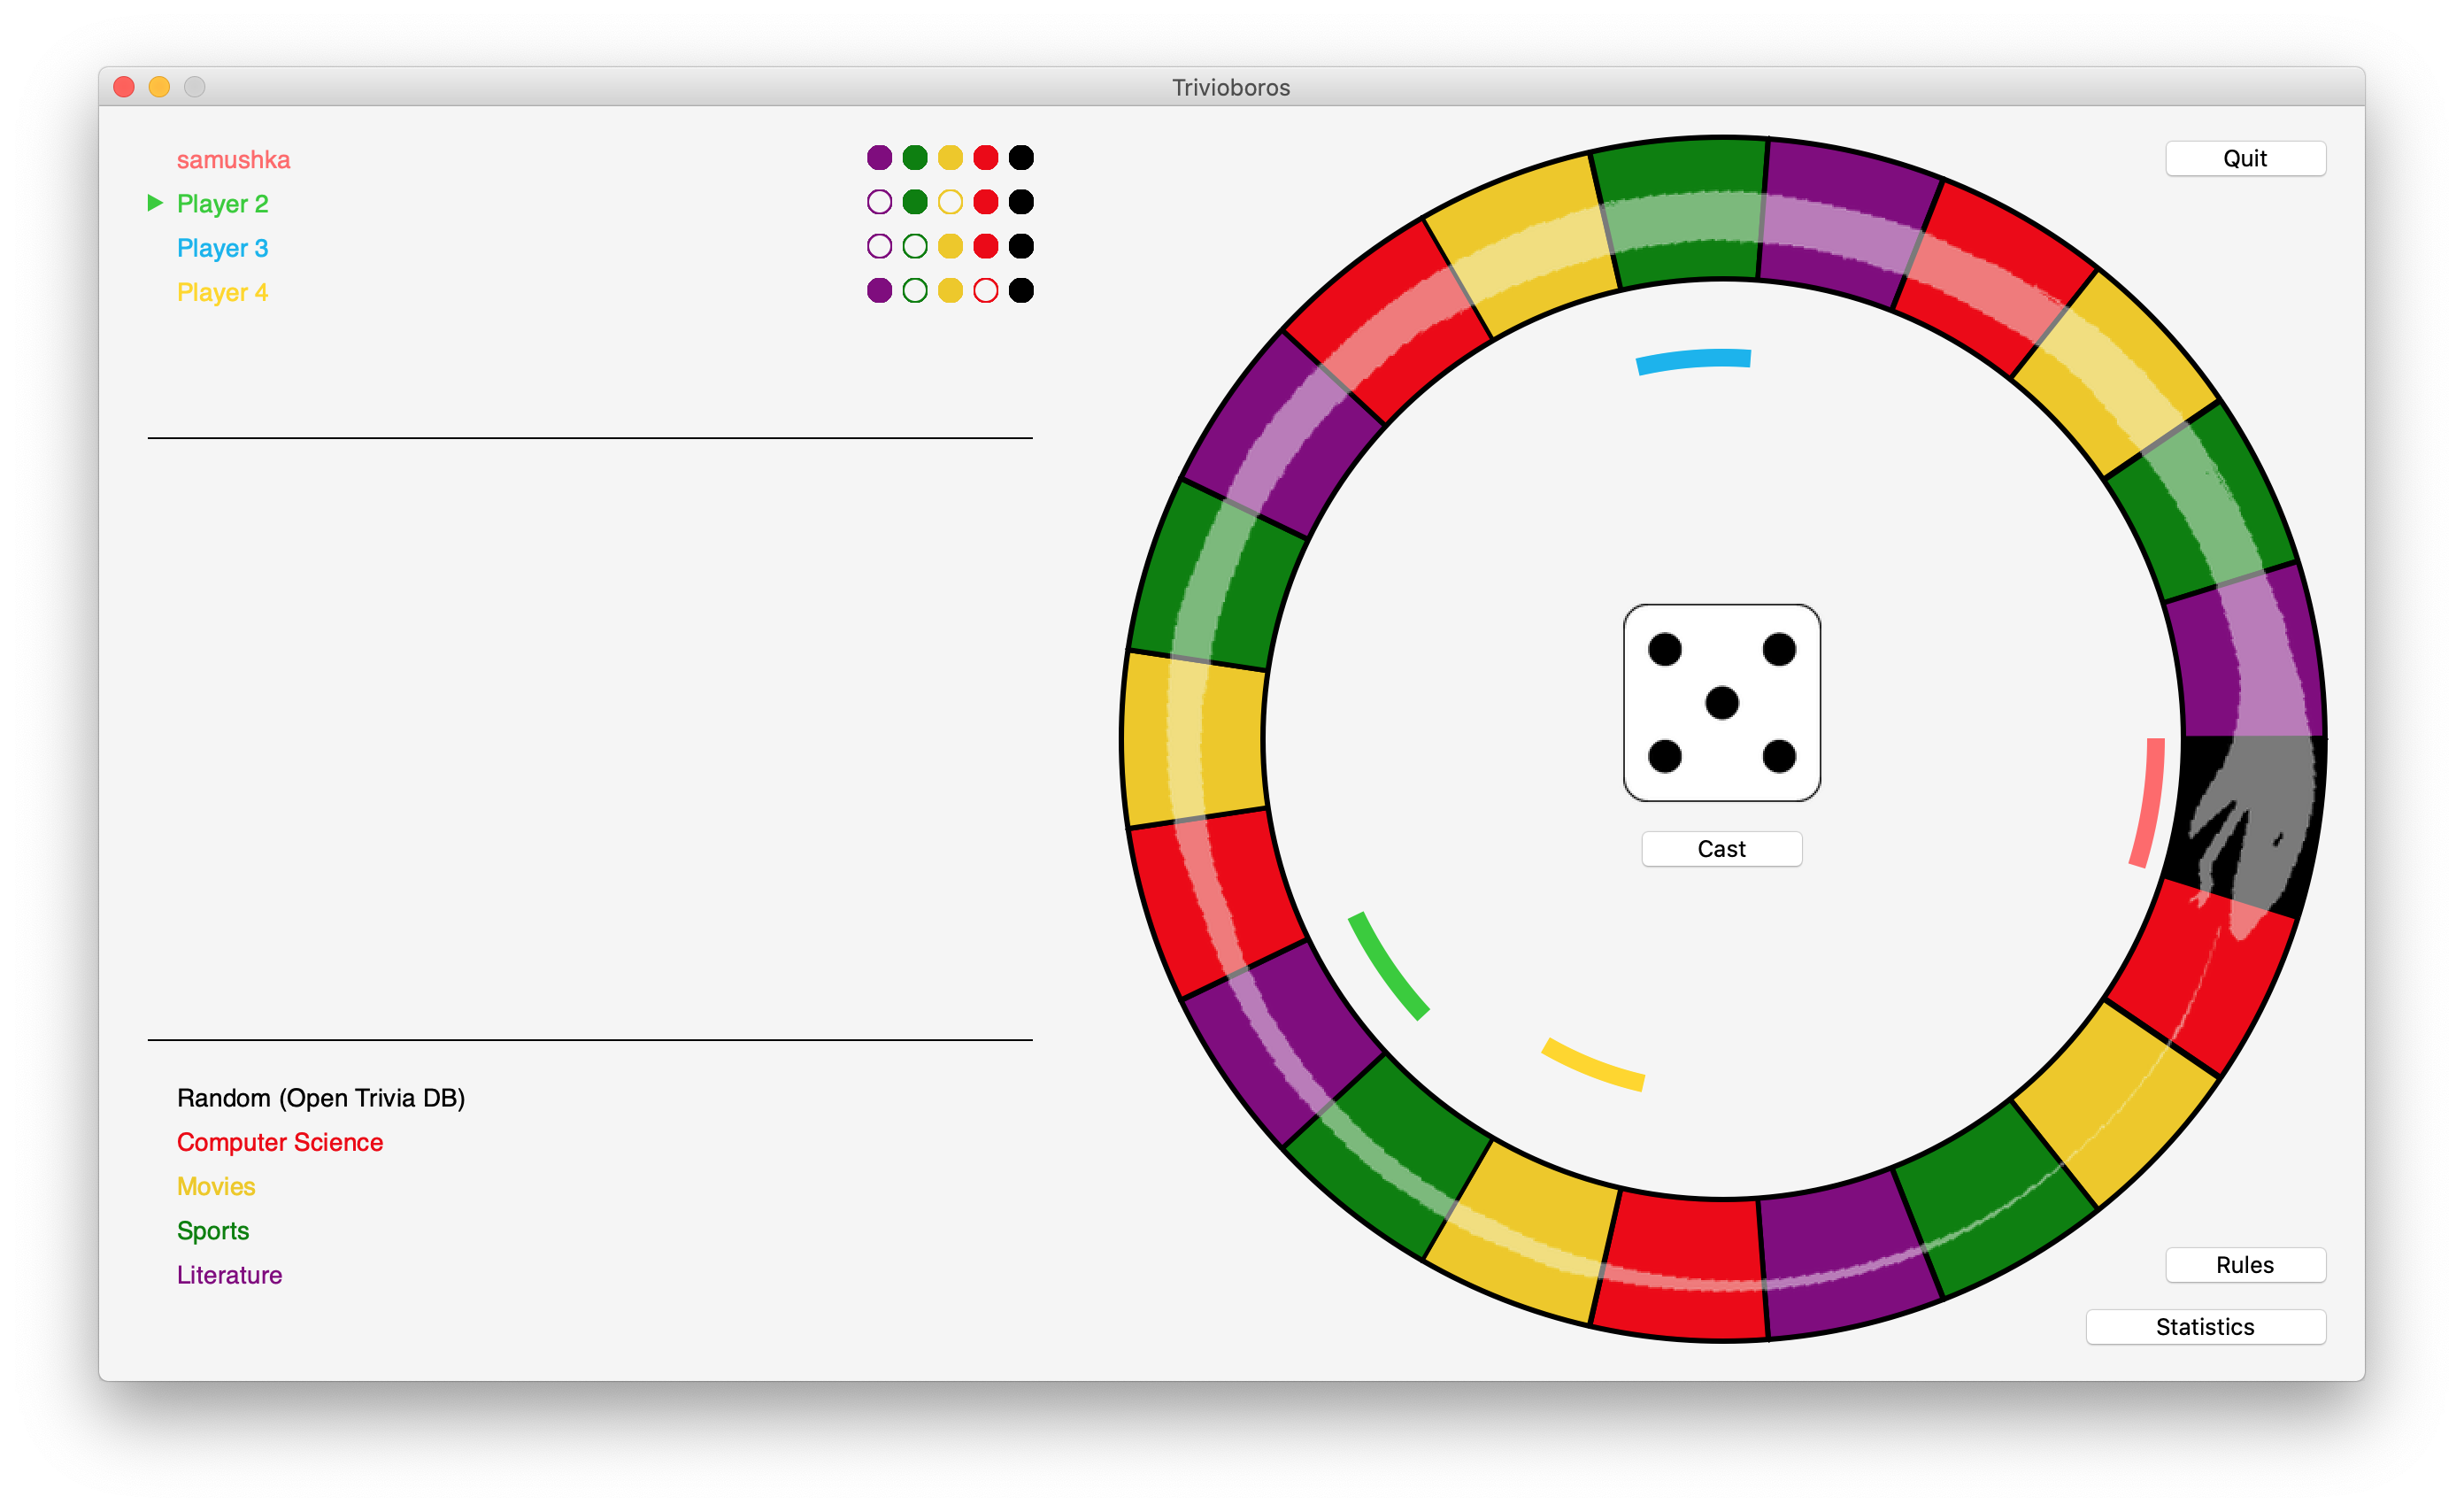 Trivioboros
samushka
Player 2
Player 3
Player 4
Quit
Cast
Random (Open Trivia DB)
Computer Science
Movies
Sports
Literature
Rules
Statistics